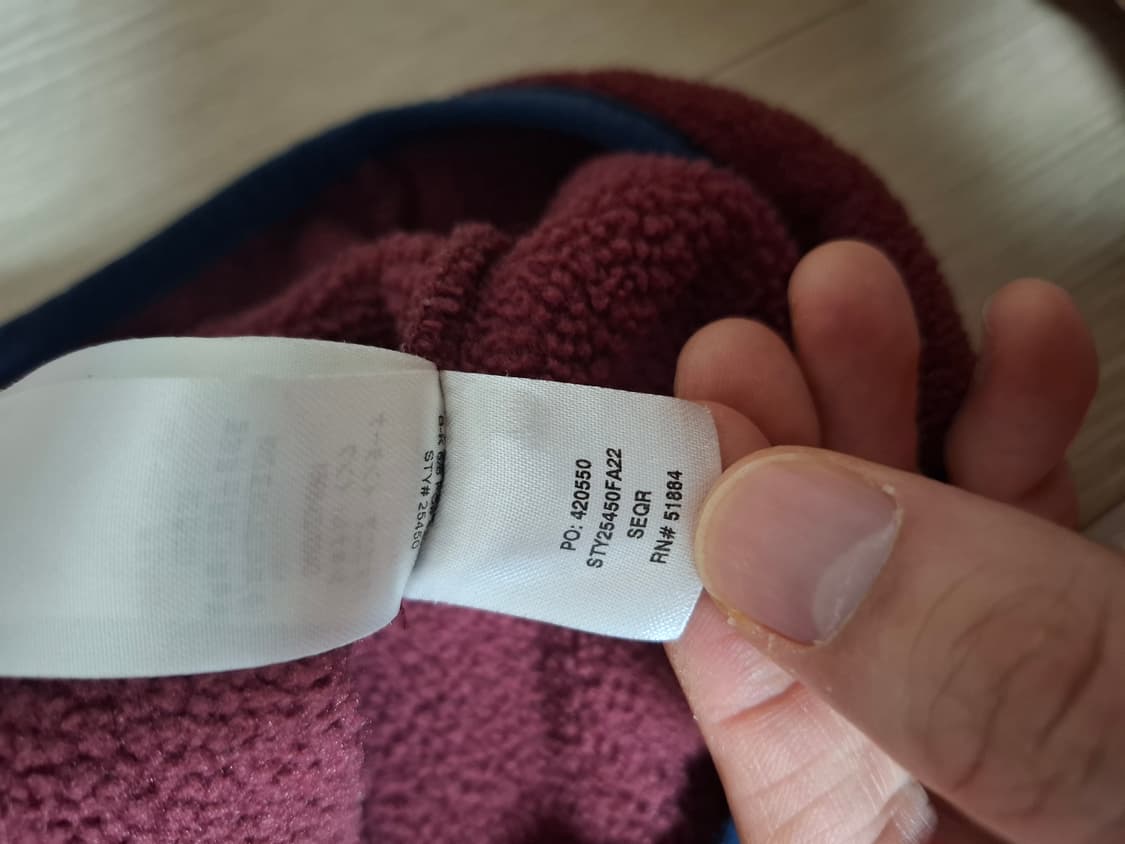 PO: 420550
STY25450FA22
SEQR
RN# 51884
STY# 25450